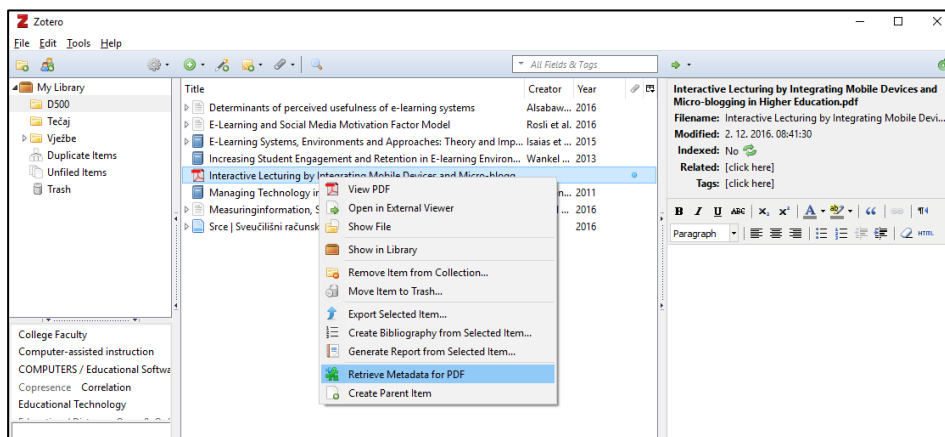 Zotero
File Edit Tools Help
All Fields & Tags
My Library
D500
Tečaj
Vježbe
Duplicate Items
Unfiled Items
Trash
College Faculty
Computer-assisted instruction
COMPUTERS / Educational Softwa
Copresence Correlation
Educational Technology
Title Creator Year
Determinants of perceived usefulness of e-learning systems Alsabaw... 2016
E-Learning and Social Media Motivation Factor Model Rosli et al. 2016
E-Learning Systems, Environments and Approaches: Theory and Imp... Isaias et ... 2015
Increasing Student Engagement and Retention in E-learning Environ... Wankel ... 2013
Interactive Lecturing by Integrating Mobile Devices and Micro-blogg
Managing Technology in n... 2011
Measuringinformation, S ... 2016
Srce | Sveučilišni računsk 2016
View PDF
Open in External Viewer
Show File
Show in Library
Remove Item from Collection...
Move Item to Trash...
Export Selected Item...
Create Bibliography from Selected Item...
Generate Report from Selected Item...
Retrieve Metadata for PDF
Create Parent Item
Interactive Lecturing by Integrating Mobile Devices and
Micro-blogging in Higher Education.pdf
Filename: Interactive Lecturing by Integrating Mobile Devi...
Modified: 2. 12. 2016. 08:41:30
Indexed: No
Related: [click here]
Tags: [click here]
B I U ABC X₂ X² A ab
Paragraph HTML